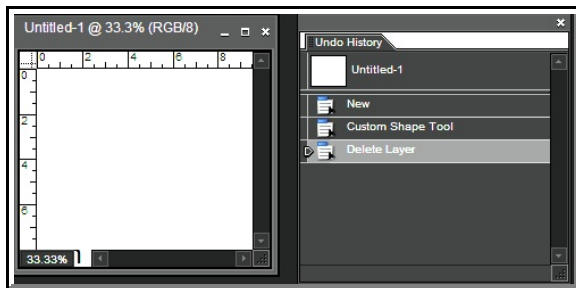 Untitled-1 @ 33.3% (RGB/8)
0 2 4 6 8
0
2
4
6
33.33%
Undo History
Untitled-1
New
Custom Shape Tool
Delete Layer